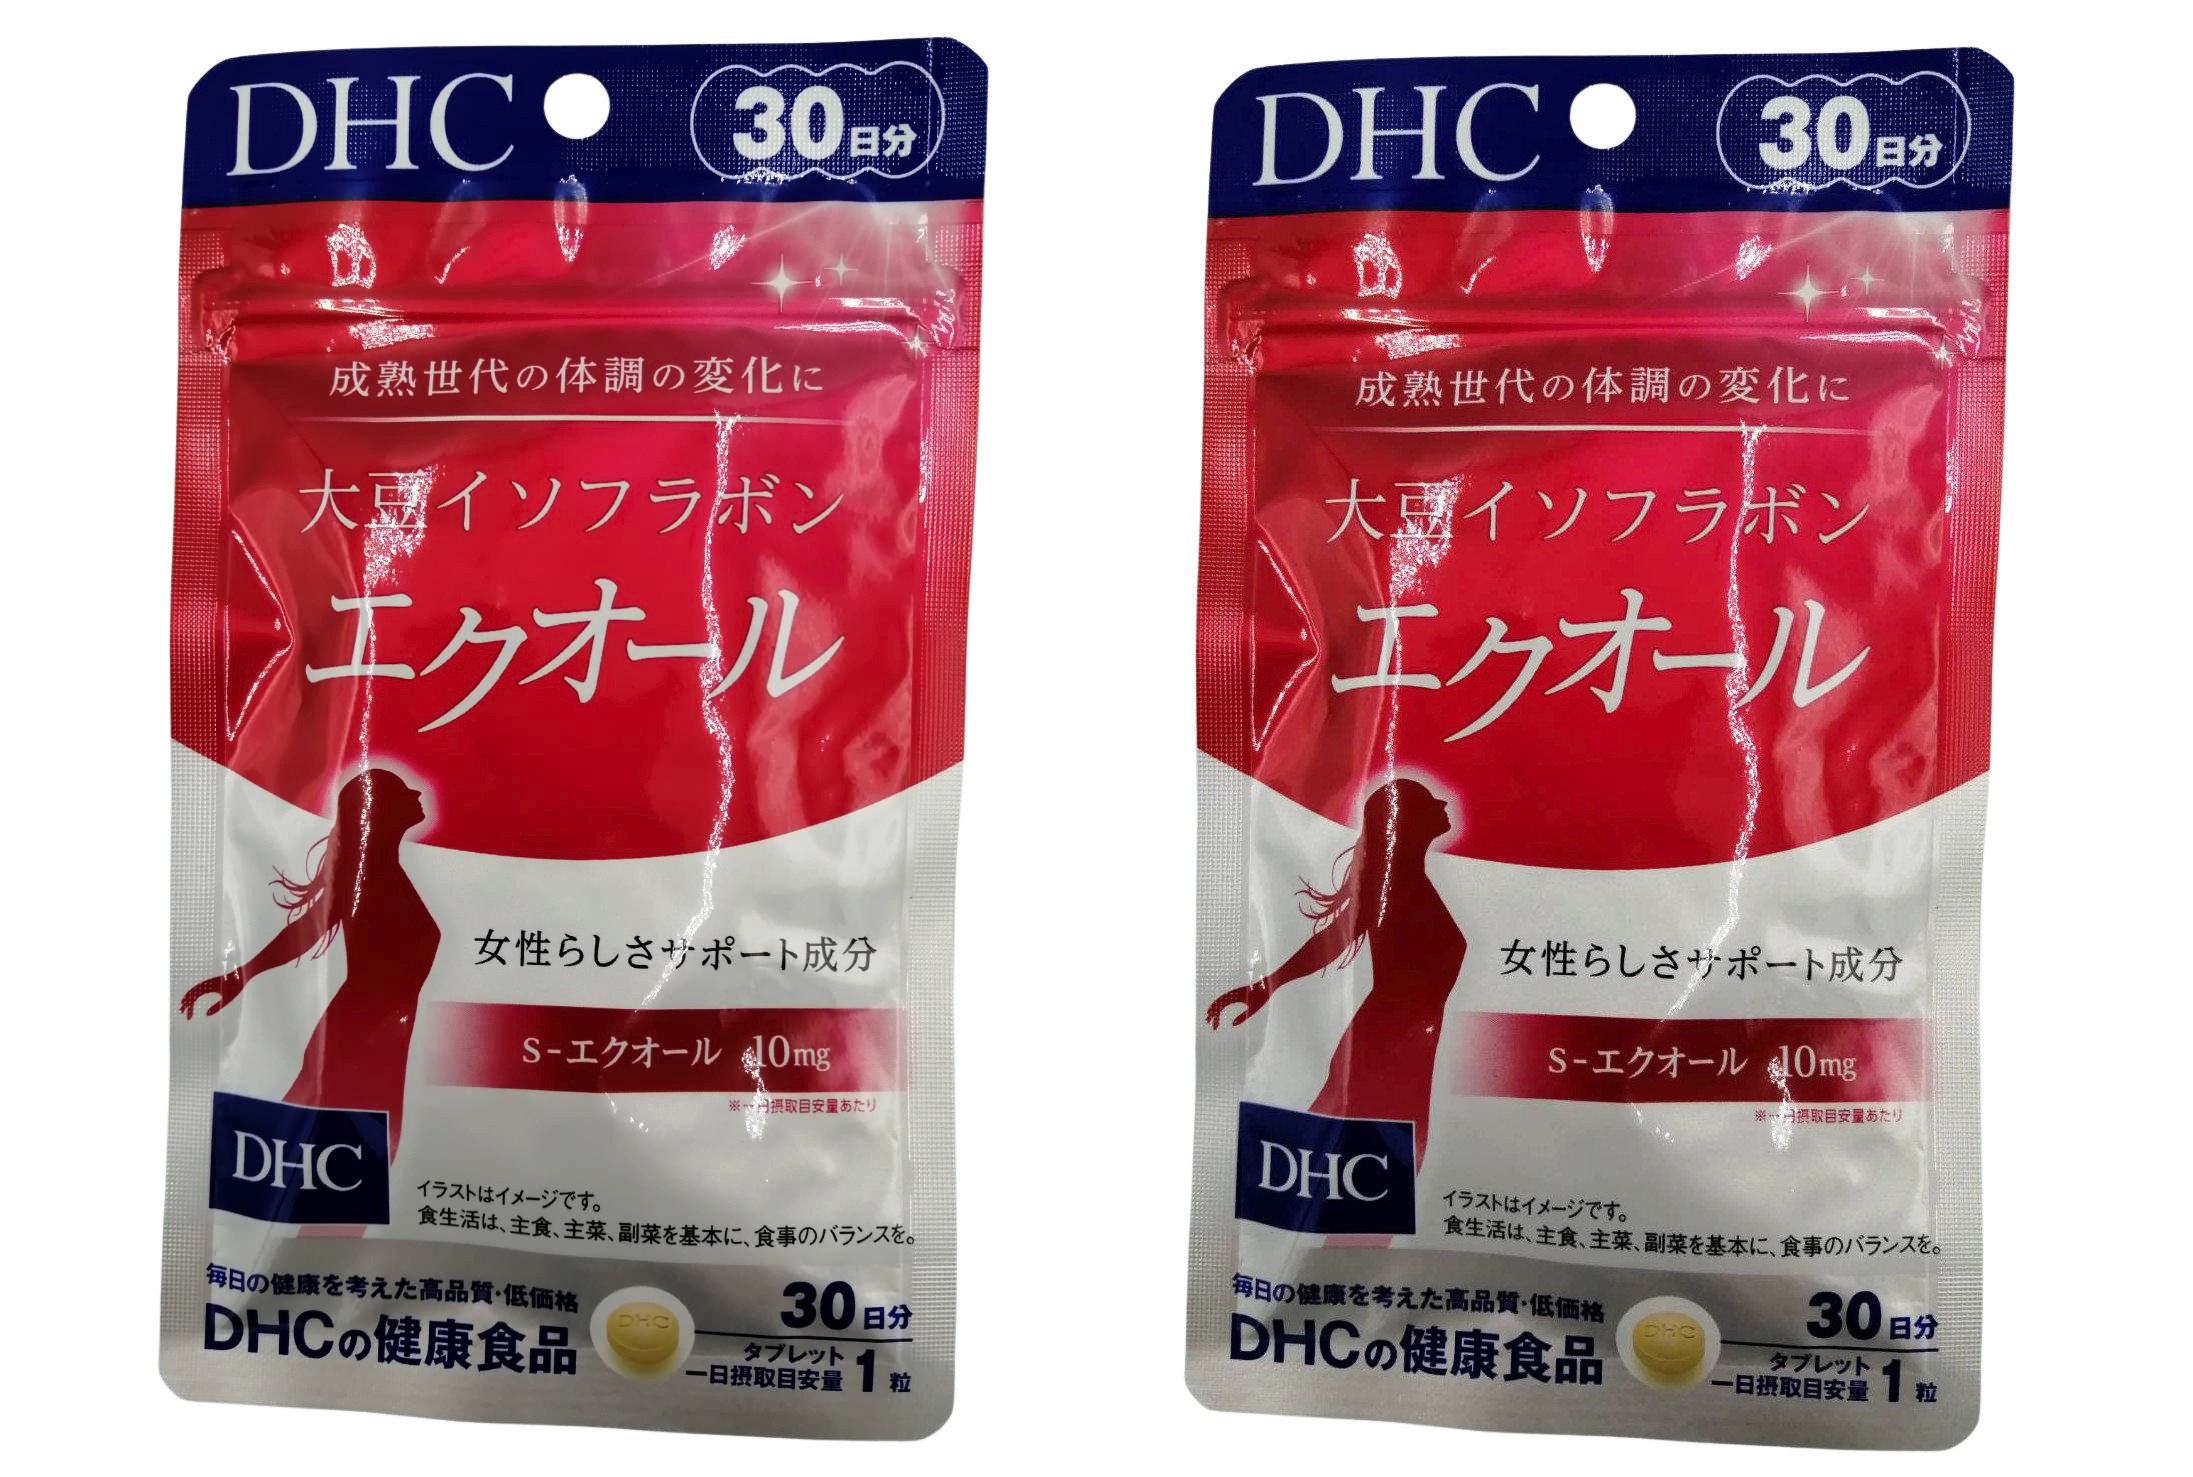 DHC
30日分
成熟世代の体調の変化に
大豆イソフラボン
エクオール
女性らしさサポート成分
S-エクオール 10mg
※一日摂取目安量あたり
DHC
イラストはイメージです。
食生活は、主食、主菜、副菜を基本に、食事のバランスを。
毎日の健康を考えた高品質・低価格
DHCの健康食品
DHC
30日分
タブレット
一日摂取目安量 1粒
DHC
30日分
成熟世代の体調の変化に
大豆イソフラボン
エクオール
女性らしさサポート成分
S-エクオール 10mg
※一日摂取目安量あたり
DHC
イラストはイメージです。
食生活は、主食、主菜、副菜を基本に、食事のバランスを。
毎日の健康を考えた高品質・低価格
DHCの健康食品
DHC
30日分
タブレット
一日摂取目安量 1粒